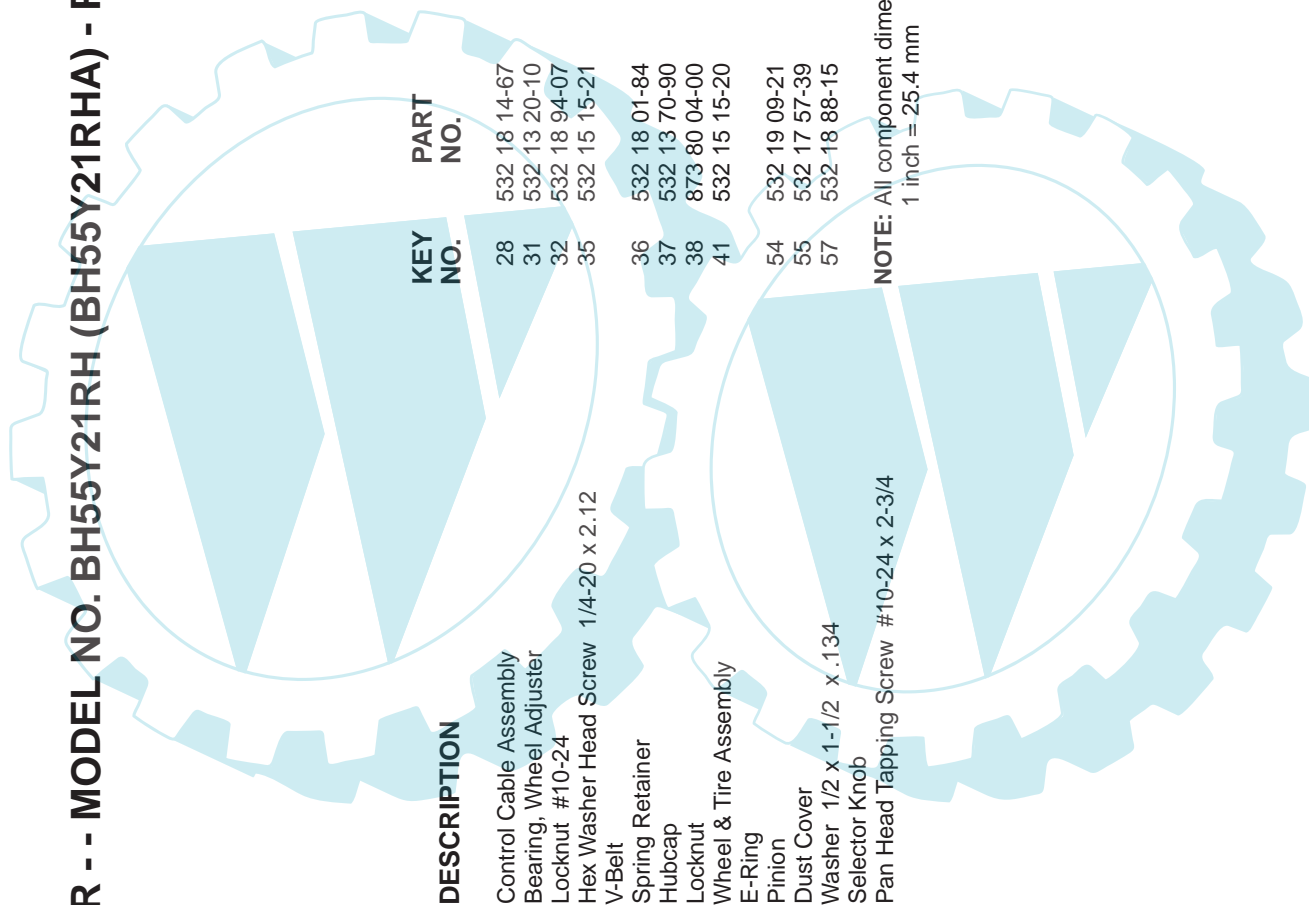 R - - MODEL NO. BH55Y21RH (BH55Y21RHA) -
DESCRIPTION
Control Cable Assembly
Bearing, Wheel Adjuster
Locknut #10-24
Hex Washer Head Screw 1/4-20 x 2.12
V-Belt
Spring Retainer
Hubcap
Locknut
Wheel & Tire Assembly
E-Ring
Pinion
Dust Cover
Washer 1/2 x 1-1/2 x .134
Selector Knob
Pan Head Tapping Screw #10-24 x 2-3/4
KEY PART
NO. NO.
28 532 18 14-67
31 532 13 20-10
32 532 18 94-07
35 532 15 15-21
36 532 18 01-84
37 532 13 70-90
38 873 80 04-00
41 532 15 15-20
54 532 19 09-21
55 532 17 57-39
57 532 18 88-15
NOTE: All component dime
1 inch = 25.4 mm